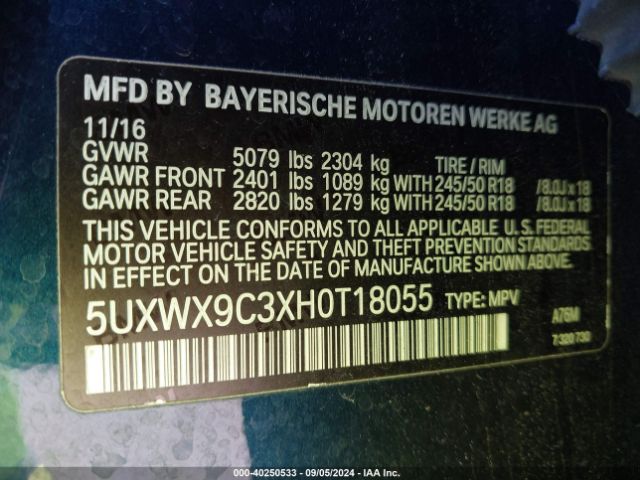 MFD BY BAYERISCHE MOTOREN WERKE AG
11/16
GVWR 5079 lbs 2304 kg TIRE / RIM
GAWR FRONT 2401 lbs 1089 kg WITH 245/50 R18 /8.0J x 18
GAWR REAR 2820 lbs 1279 kg WITH 245/50 R18 /8.0J x 18
THIS VEHICLE CONFORMS TO ALL APPLICABLE U.S. FEDERAL
MOTOR VEHICLE SAFETY AND THEFT PREVENTION STANDARDS
IN EFFECT ON THE DATE OF MANUFACTURE SHOWN ABOVE.
5UXWX9C3XH0T18055 TYPE: MPV
A76M
7 320 730
000-40250533 - 09/05/2024 - IAA Inc.